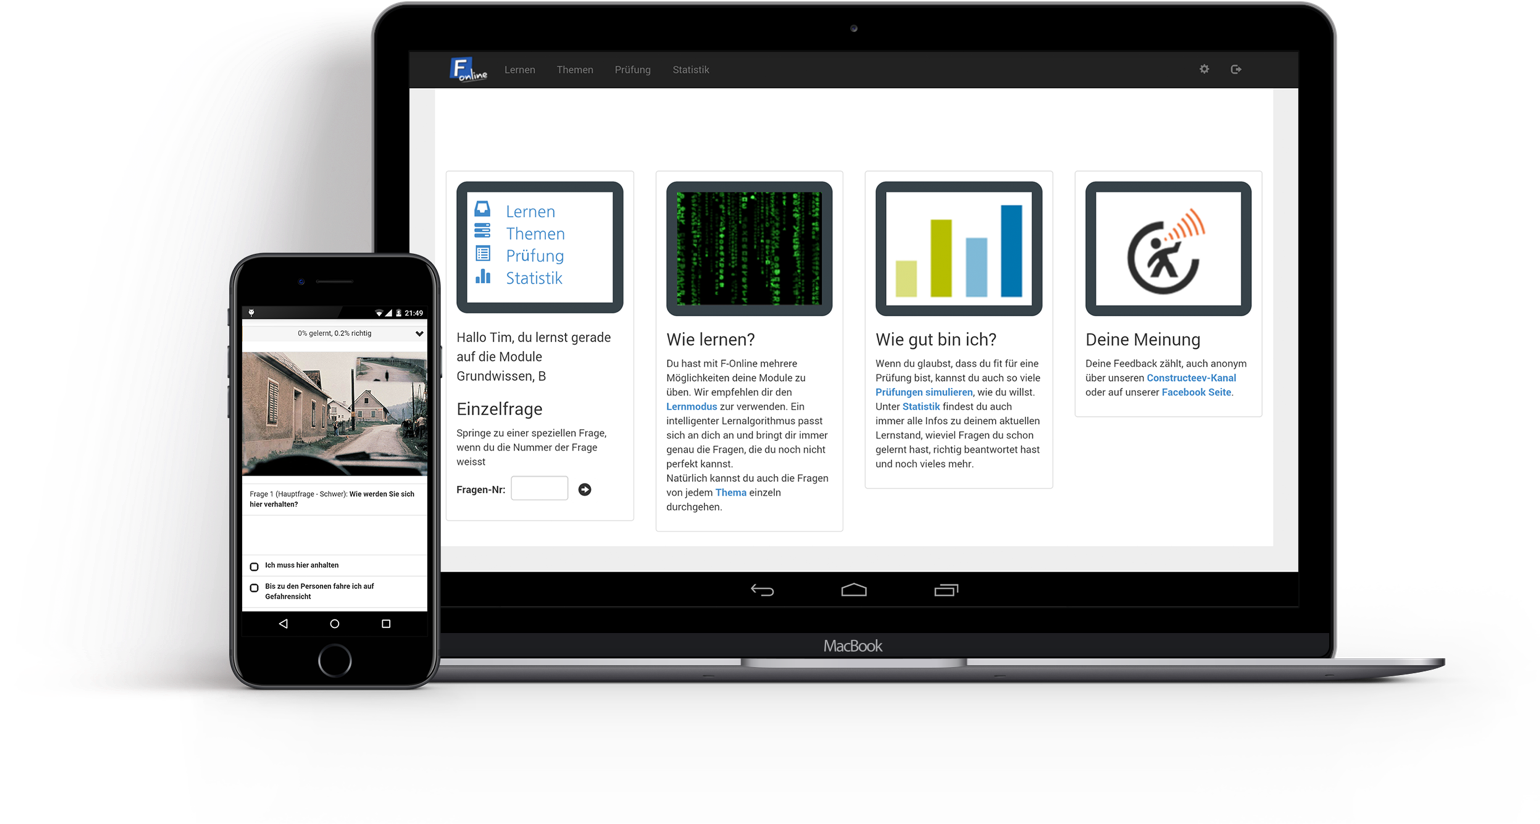 F online
Lernen
Themen
Prüfung
Statistik
Lernen
Themen
Prüfung
Statistik
Hallo Tim, du lernst gerade
auf die Module
Grundwissen, B
Einzelfrage
Springe zu einer speziellen Frage,
wenn du die Nummer der Frage
weisst
Fragen-Nr:
Wie lernen?
Du hast mit F-Online mehrere
Möglichkeiten deine Module zu
üben. Wir empfehlen dir den
Lernmodus zur verwenden. Ein
intelligenter Lernalgorithmus passt
sich an dich an und bringt dir immer
genau die Fragen, die du noch nicht
perfekt kannst.
Natürlich kannst du auch die Fragen
von jedem Thema einzeln
durchgehen.
Wie gut bin ich?
Wenn du glaubst, dass du fit für eine
Prüfung bist, kannst du auch so viele
Prüfungen simulieren, wie du willst.
Unter Statistik findest du auch
immer alle Infos zu deinem aktuellen
Lernstand, wieviel Fragen du schon
gelernt hast, richtig beantwortet hast
und noch vieles mehr.
Deine Meinung
Deine Feedback zählt, auch anonym
über unseren Constructeev-Kanal
oder auf unserer Facebook Seite.
MacBook
21:49
0% gelernt, 0.2% richtig
Frage 1 (Hauptfrage - Schwer): Wie werden Sie sich
hier verhalten?
Ich muss hier anhalten
Bis zu den Personen fahre ich auf
Gefahrensicht